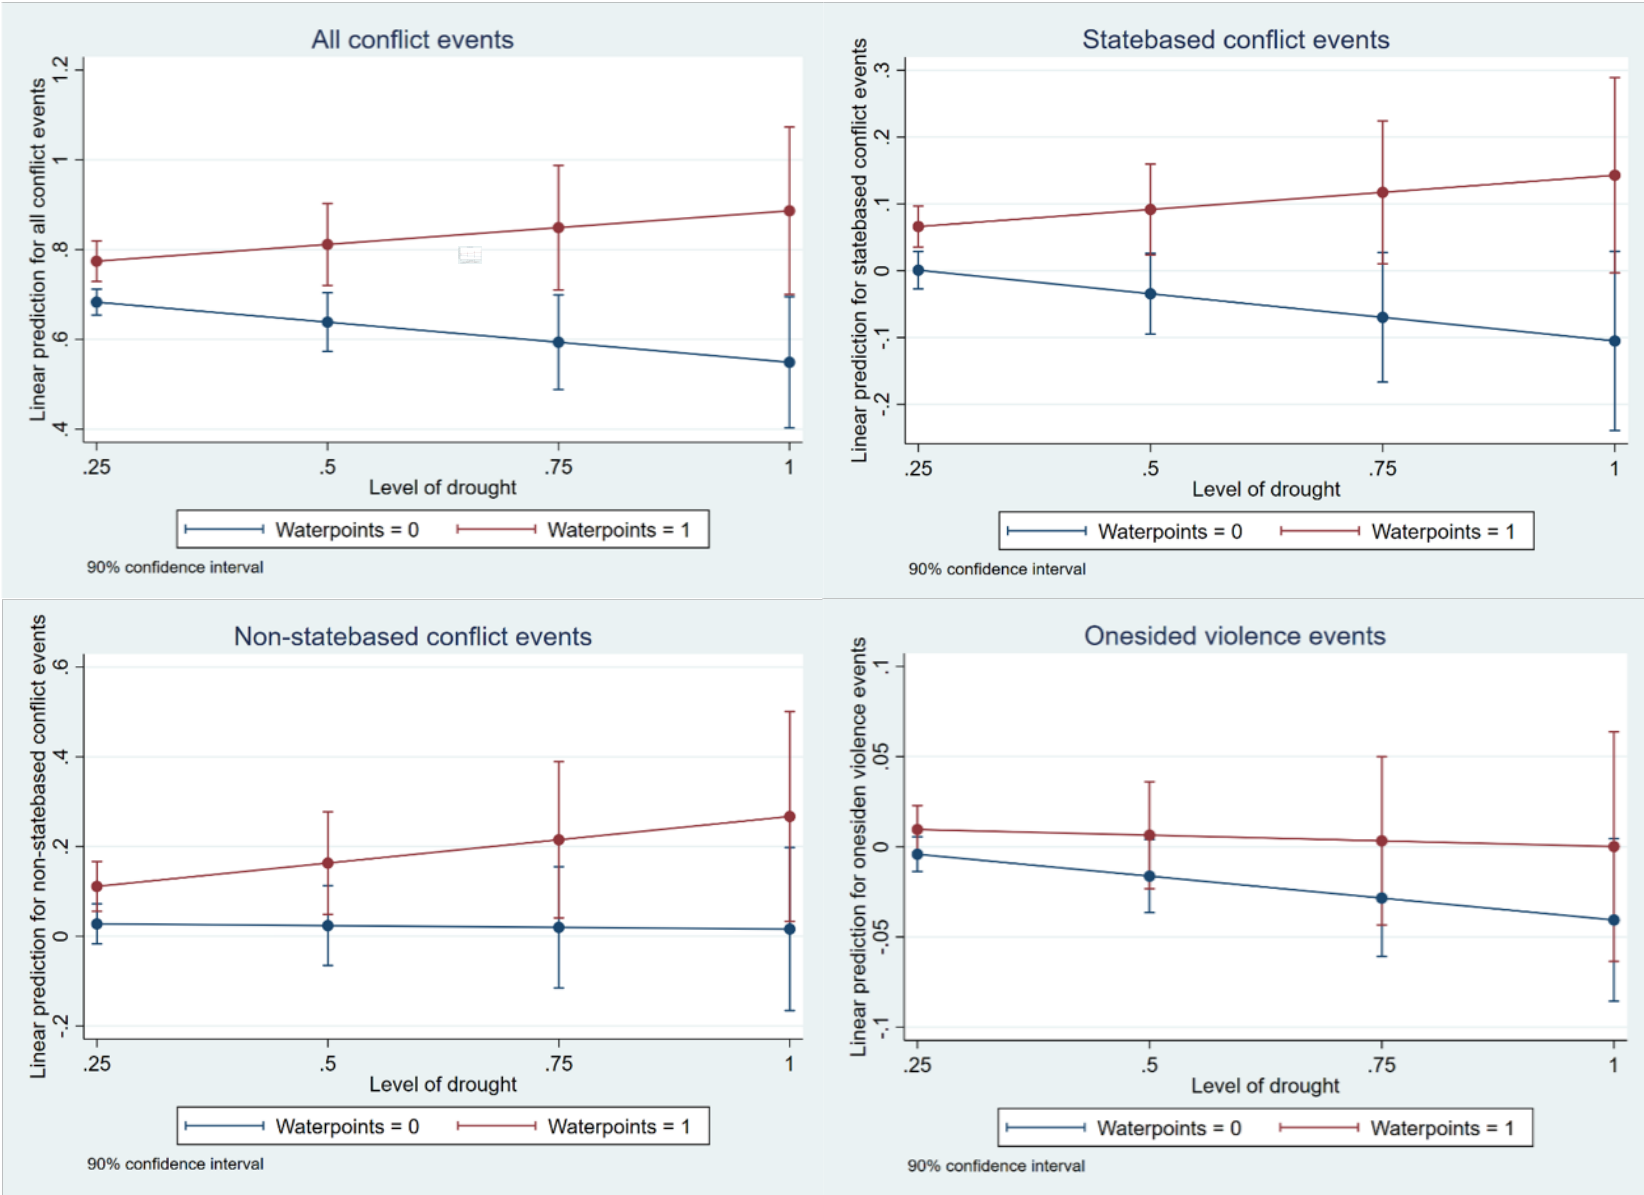 All conflict events
Linear prediction for all conflict events
1.2
1
.8
.6
.4
.25 .5 .75 1
Level of drought
Waterpoints = 0 Waterpoints = 1
90% confidence interval
Statebased conflict events
Linear prediction for statebased conflict events
.3
.2
.1
0
-.1
-.2
.25 .5 .75 1
Level of drought
Waterpoints = 0 Waterpoints = 1
90% confidence interval
Non-statebased conflict events
Linear prediction for non-statebased conflict events
.6
.4
.2
0
-.2
.25 .5 .75 1
Level of drought
Waterpoints = 0 Waterpoints = 1
90% confidence interval
Onesided violence events
Linear prediction for onesiden violence events
.1
.05
0
-.05
-.1
.25 .5 .75 1
Level of drought
Waterpoints = 0 Waterpoints = 1
90% confidence interval